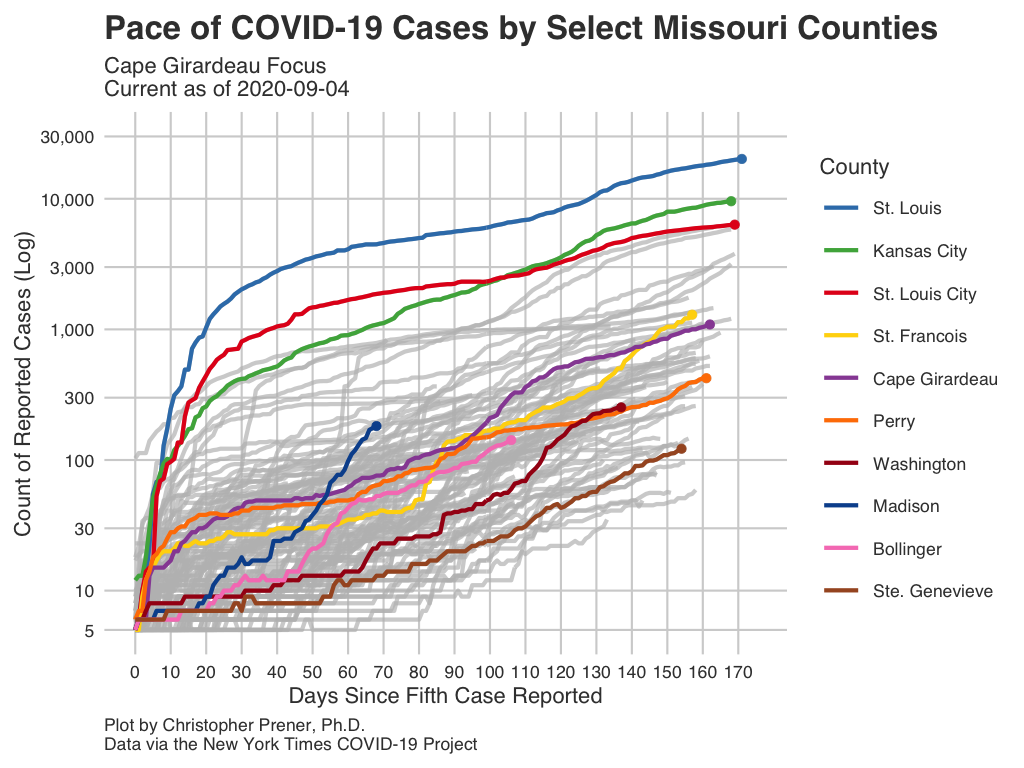 Pace of COVID-19 Cases by Select Missouri Counties
Cape Girardeau Focus
Current as of 2020-09-04
Count of Reported Cases (Log)
30,000
10,000
3,000
1,000
300
100
30
10
5
0 10 20 30 40 50 60 70 80 90 100 110 120 130 140 150 160 170
Days Since Fifth Case Reported
County
St. Louis
Kansas City
St. Louis City
St. Francois
Cape Girardeau
Perry
Washington
Madison
Bollinger
Ste. Genevieve
Plot by Christopher Prener, Ph.D.
Data via the New York Times COVID-19 Project